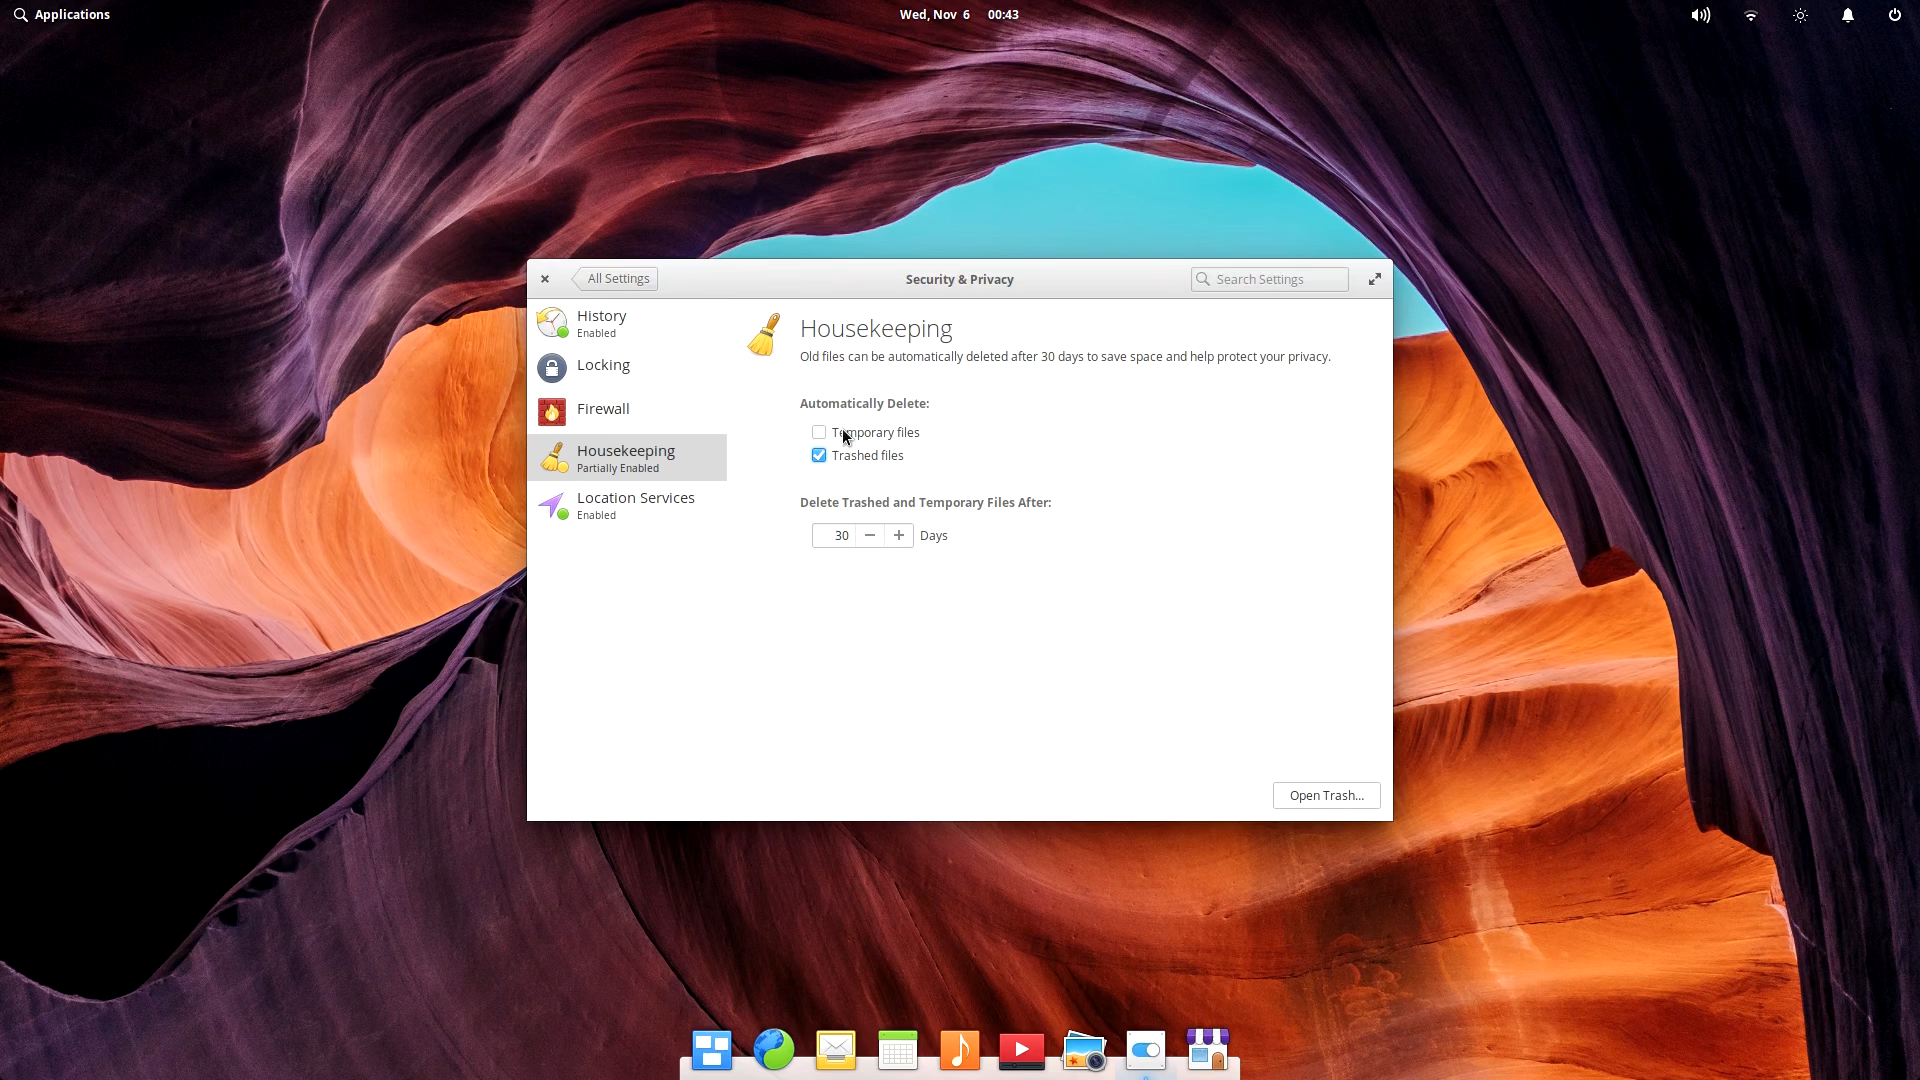 Applications
Wed, Nov 6 00:43
All Settings
Security & Privacy
Search Settings
History
Enabled
Locking
Firewall
Housekeeping
Partially Enabled
Location Services
Enabled
Housekeeping
Old files can be automatically deleted after 30 days to save space and help protect your privacy.
Automatically Delete:
Temporary files
Trashed files
Delete Trashed and Temporary Files After:
30 Days
Open Trash...